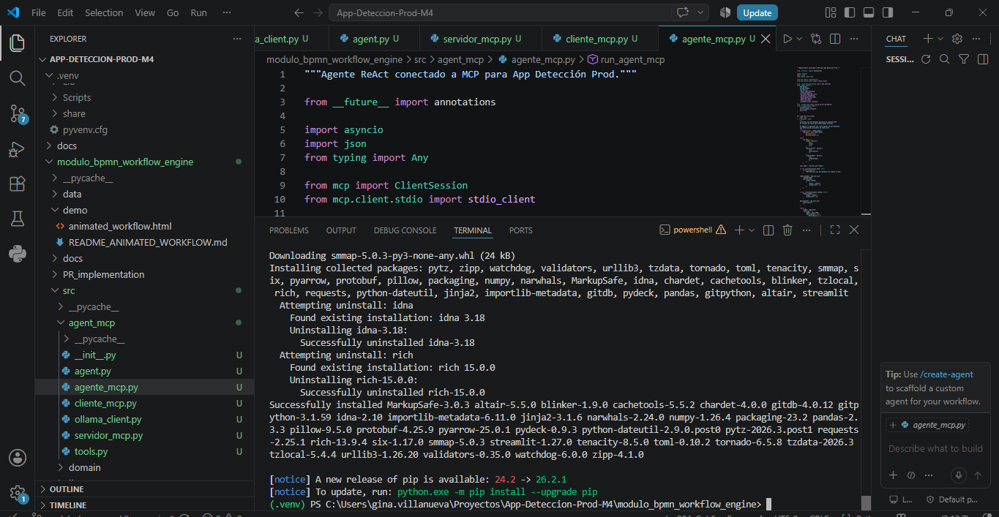 File Edit Selection View Go Run ··· App-Deteccion-Prod-M4 Update
EXPLORER ···
APP-DETECCION-PROD-M4
.venv
Lib
Scripts
share
pyvenv.cfg
docs
modulo_bpmn_workflow_engine
__pycache__
data
demo
animated_workflow.html
README_ANIMATED_WORKFLOW.md
docs
PR_implementation
src
__pycache__
agent_mcp
__pycache__
__init__.py U
agent.py U
agente_mcp.py U
cliente_mcp.py U
ollama_client.py U
servidor_mcp.py U
tools.py U
domain
OUTLINE
TIMELINE
7
1
a_client.py U agent.py U servidor_mcp.py U cliente_mcp.py U agente_mcp.py U
modulo_bpmn_workflow_engine > src > agent_mcp > agente_mcp.py > run_agent_mcp
1 """Agente ReAct conectado a MCP para App Detección Prod."""
2
3 from __future__ import annotations
4
5 import asyncio
6 import json
7 from typing import Any
8
9 from mcp import ClientSession
10 from mcp.client.stdio import stdio_client
11
PROBLEMS OUTPUT DEBUG CONSOLE TERMINAL PORTS powershell
Downloading smmap-5.0.3-py3-none-any.whl (24 kB)
Installing collected packages: pytz, zipp, watchdog, validators, urllib3, tzdata, tornado, toml, tenacity, smmap, s
ix, pyarrow, protobuf, pillow, packaging, numpy, narwhals, MarkupSafe, idna, chardet, cachetools, blinker, tzlocal,
rich, requests, python-dateutil, jinja2, importlib-metadata, gitdb, pydeck, pandas, gitpython, altair, streamlit
Attempting uninstall: idna
Found existing installation: idna 3.18
Uninstalling idna-3.18:
Successfully uninstalled idna-3.18
Attempting uninstall: rich
Found existing installation: rich 15.0.0
Uninstalling rich-15.0.0:
Successfully uninstalled rich-15.0.0
Successfully installed MarkupSafe-3.0.3 altair-5.5.0 blinker-1.9.0 cachetools-5.5.2 chardet-4.0.0 gitdb-4.0.12 gitp
ython-3.1.59 idna-2.10 importlib-metadata-6.11.0 jinja2-3.1.6 narwhals-2.24.0 numpy-1.26.4 packaging-23.2 pandas-2.
3.3 pillow-9.5.0 protobuf-4.25.9 pyarrow-25.0.1 pydeck-0.9.3 python-dateutil-2.9.0.post0 pytz-2026.3.post1 requests
-2.25.1 rich-13.9.4 six-1.17.0 smmap-5.0.3 streamlit-1.27.0 tenacity-8.5.0 toml-0.10.2 tornado-6.5.8 tzdata-2026.3
tzlocal-5.4.4 urllib3-1.26.20 validators-0.35.0 watchdog-6.0.0 zipp-4.1.0
[notice] A new release of pip is available: 24.2 -> 26.2.1
[notice] To update, run: python.exe -m pip install --upgrade pip
(.venv) PS C:\Users\gina.villanueva\Proyectos\App-Deteccion-Prod-M4\modulo_bpmn_workflow_engine>
CHAT
SESSI...
Tip: Use /create-agent
to scaffold a custom
agent for your workflow.
agente_mcp.py
Describe what to build
L... Default p...